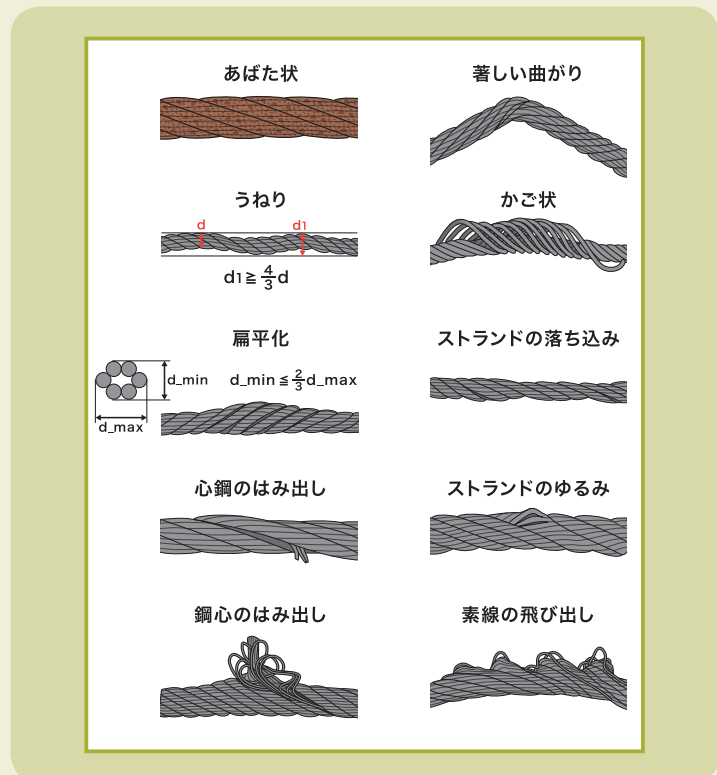 あばた状
著しい曲がり
うねり
かご状
d
d1
d1≧4/3d
扁平化
ストランドの落ち込み
d_min
d_min≦2/3d_max
d_max
心鋼のはみ出し
ストランドのゆるみ
鋼心のはみ出し
素線の飛び出し